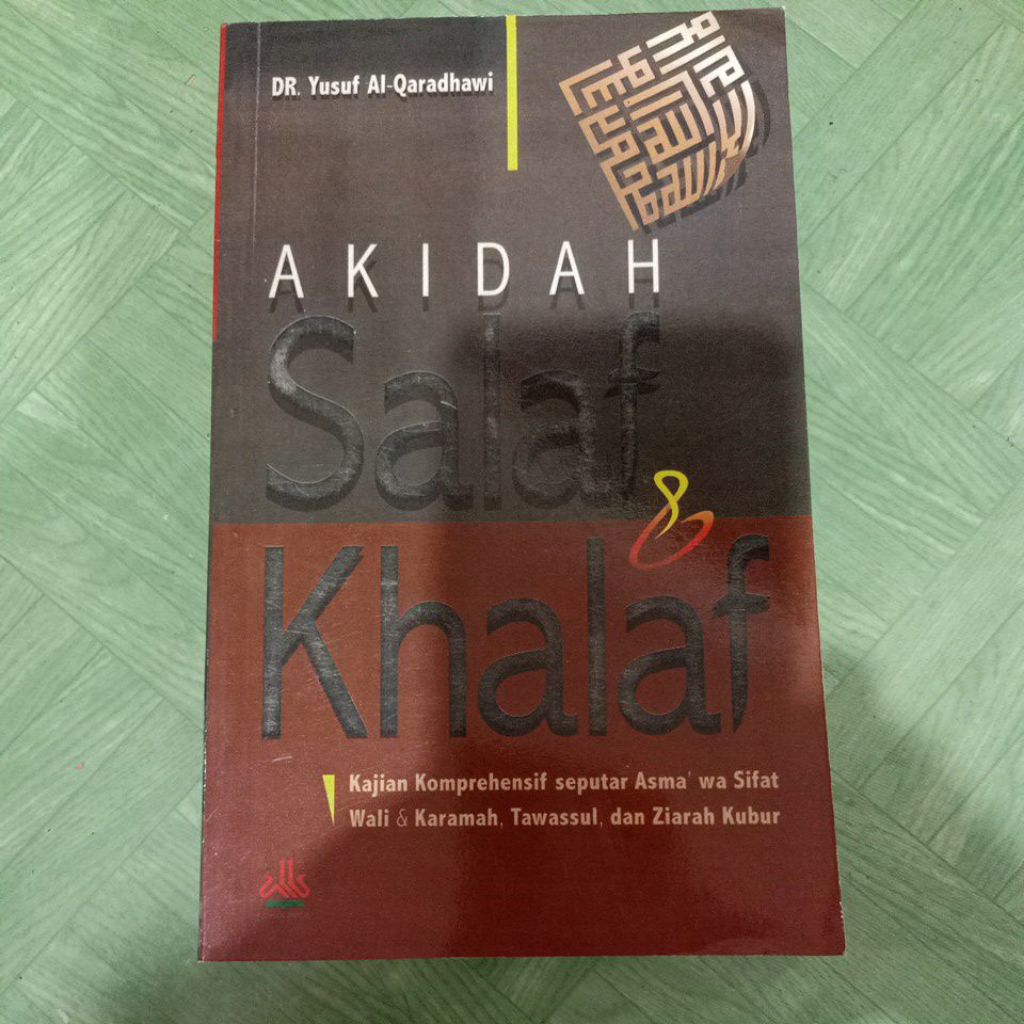 DR. Yusuf Al-Qaradhawi
AKIDAH
Salaf
&
Khalaf
Kajian Komprehensif seputar Asma' wa Sifat
Wali & Karamah, Tawassul, dan Ziarah Kubur